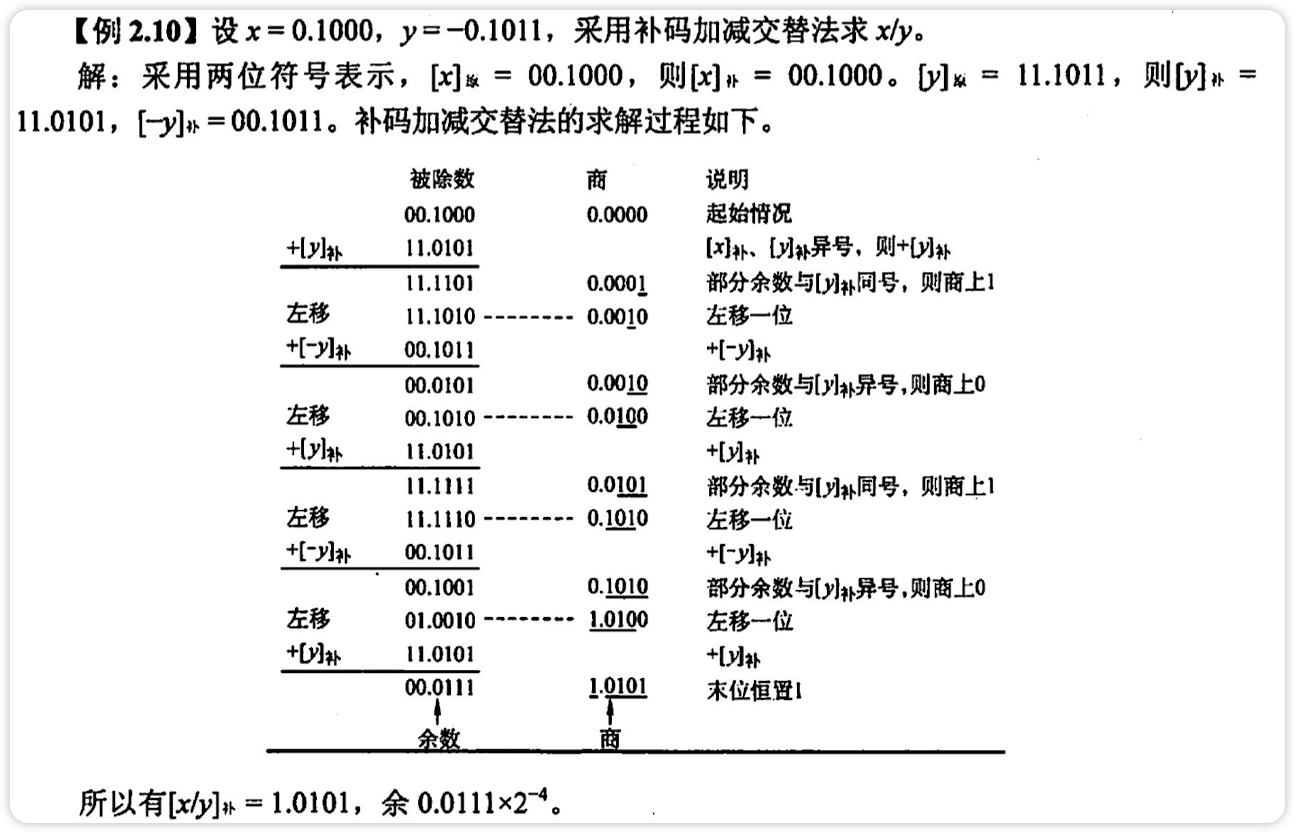 【例 2.10】设 x = 0.1000，y = −0.1011，采用补码加减交替法求 x/y。
解：采用两位符号表示，[x]原 = 00.1000，则[x]补 = 00.1000。[y]原 = 11.1011，则[y]补 =
11.0101，[−y]补 = 00.1011。补码加减交替法的求解过程如下。
被除数 商 说明
00.1000 0.0000 起始情况
+[y]补 11.0101 [x]补、[y]补异号，则+[y]补
11.1101 0.0001 部分余数与[y]补同号，则商上1
左移 11.1010 -------- 0.0010 左移一位
+[−y]补 00.1011 +[−y]补
00.0101 0.0010 部分余数与[y]补异号,则商上0
左移 00.1010 -------- 0.0100 左移一位
+[y]补 11.0101 +[y]补
11.1111 0.0101 部分余数与[y]补同号，则商上1
左移 11.1110 -------- 0.1010 左移一位
+[−y]补 00.1011 +[−y]补
00.1001 0.1010 部分余数与[y]补异号,则商上0
左移 01.0010 -------- 1.0100 左移一位
+[y]补 11.0101 +[y]补
00.0111 1.0101 末位恒置1
余数 商
所以有[x/y]补 = 1.0101，余 0.0111×2⁻⁴。